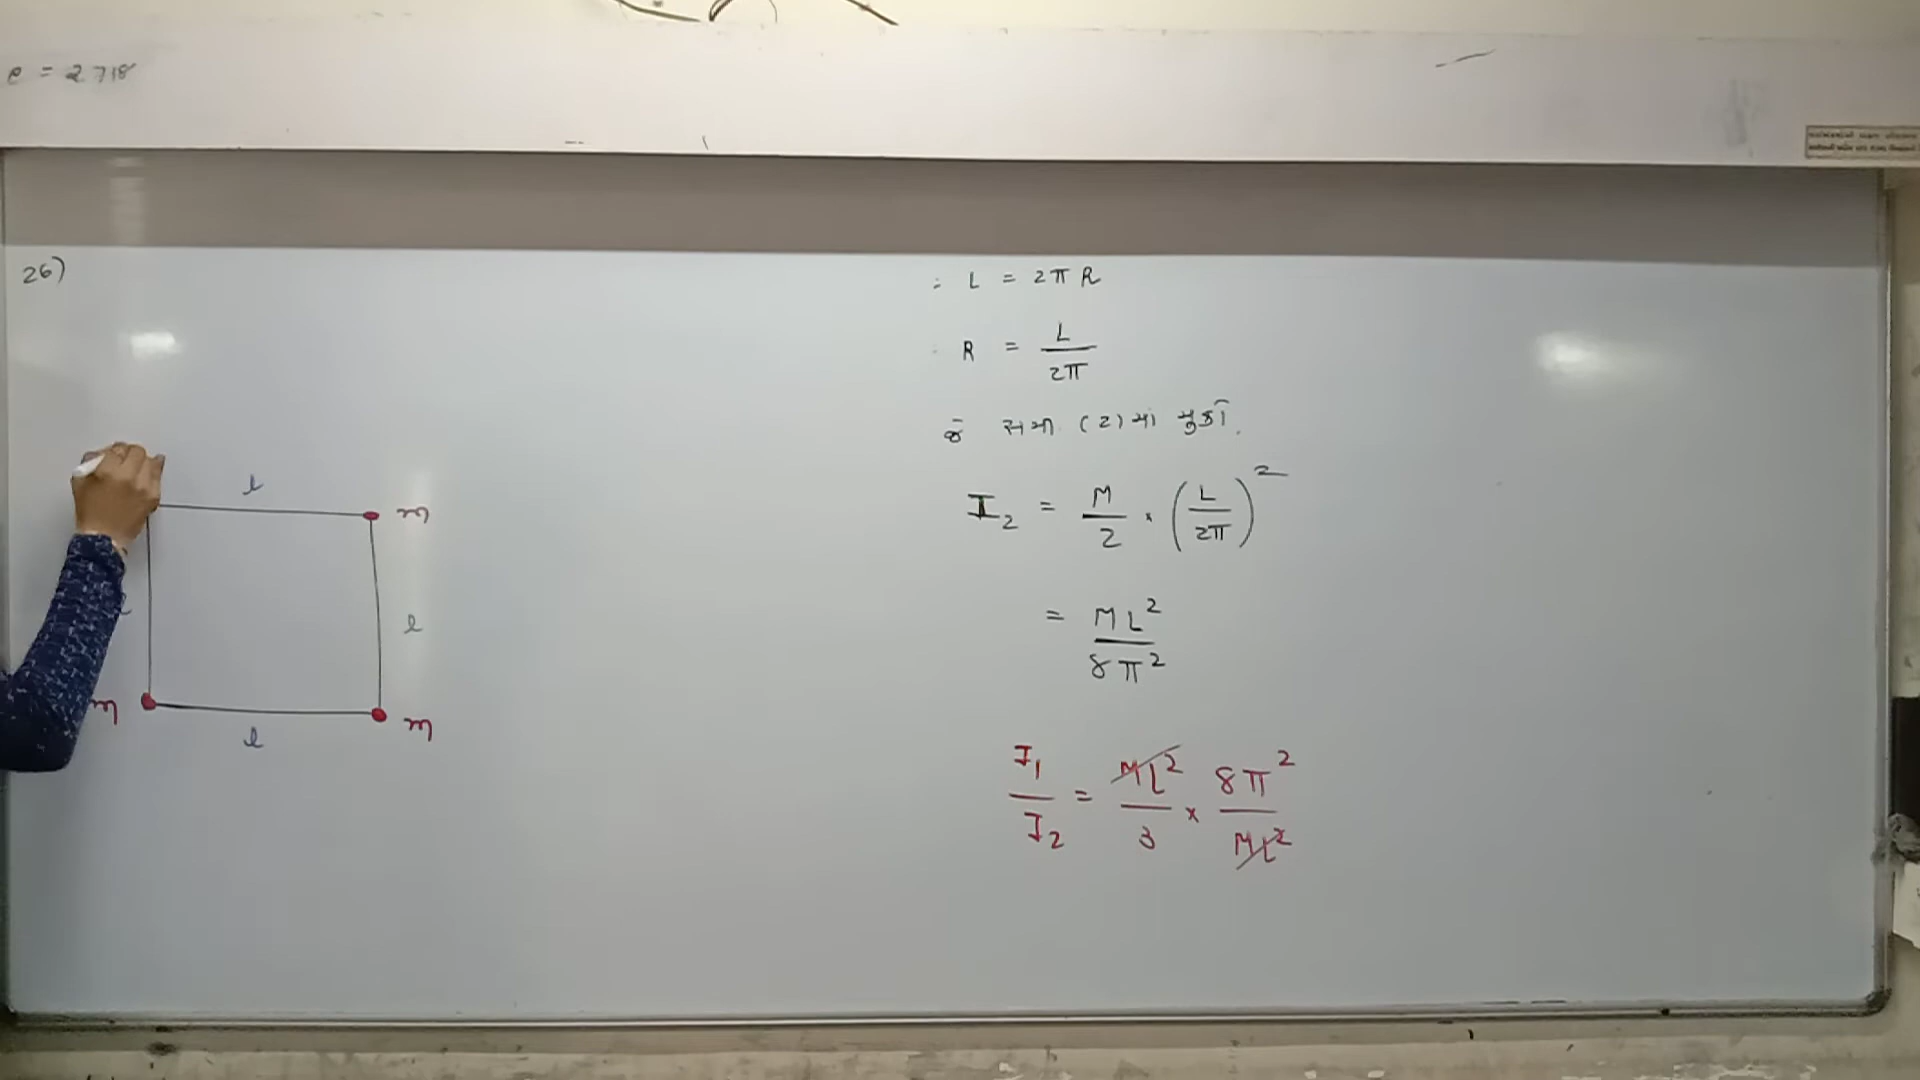 e = 2.718
26)
l
m
l
m
l
m
∴ L = 2π R
∴ R = L / 2π
જે સમી (2) માં મુકતાં.
I₂ = M/2 × (L/2π)²
= ML² / 8π²
I₁/I₂ = ML²/3 × 8π²/ML²